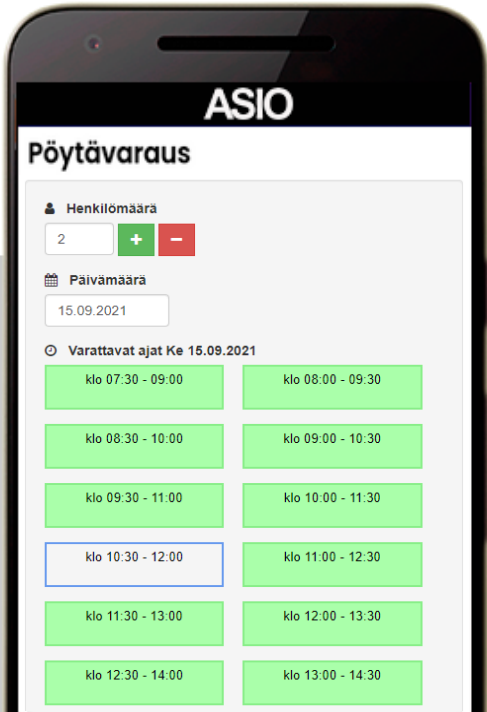 ASIO
Pöytävaraus
Henkilömäärä
2
Päivämäärä
15.09.2021
Varattavat ajat Ke 15.09.2021
klo 07:30 - 09:00 klo 08:00 - 09:30
klo 08:30 - 10:00 klo 09:00 - 10:30
klo 09:30 - 11:00 klo 10:00 - 11:30
klo 10:30 - 12:00 klo 11:00 - 12:30
klo 11:30 - 13:00 klo 12:00 - 13:30
klo 12:30 - 14:00 klo 13:00 - 14:30